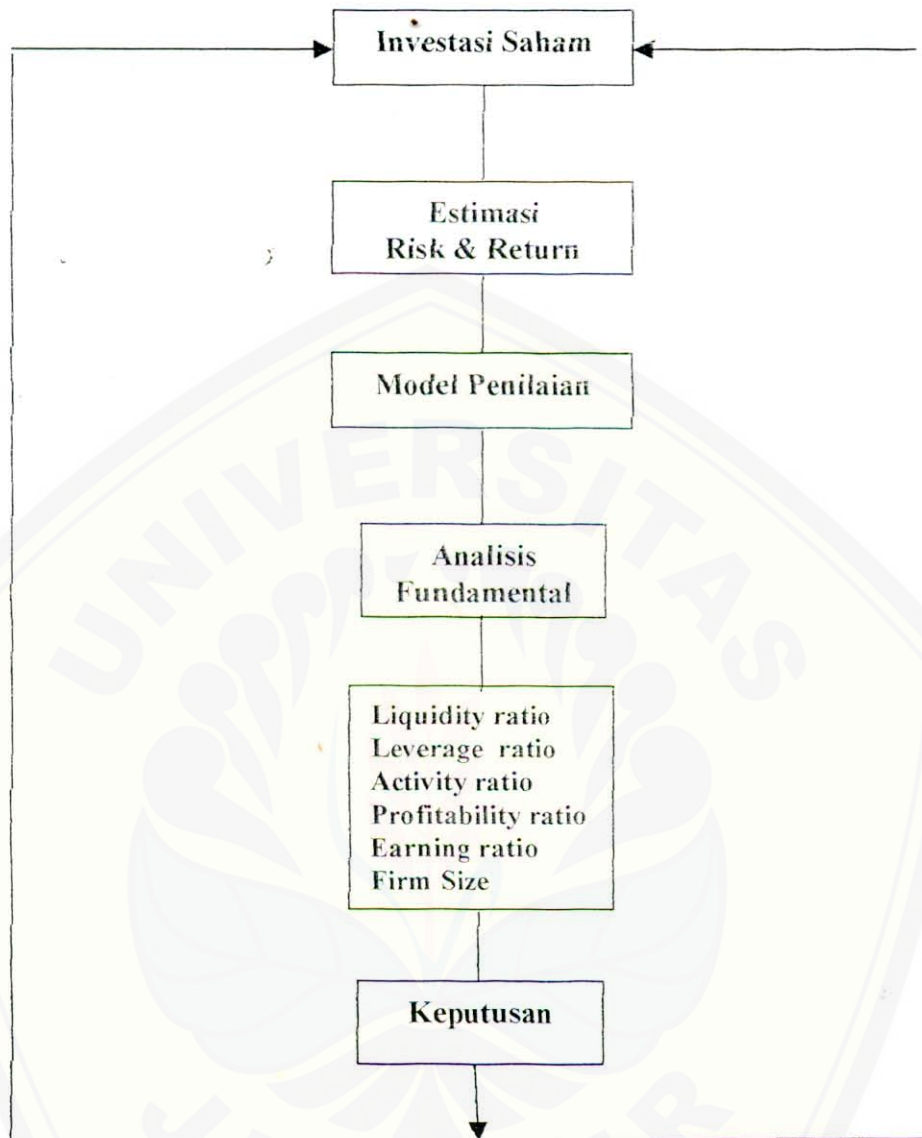 Investasi Saham
Estimasi
Risk & Return
Model Penilaian
Analisis
Fundamental
Liquidity ratio
Leverage ratio
Activity ratio
Profitability ratio
Earning ratio
Firm Size
Keputusan
UNIVERSITAS